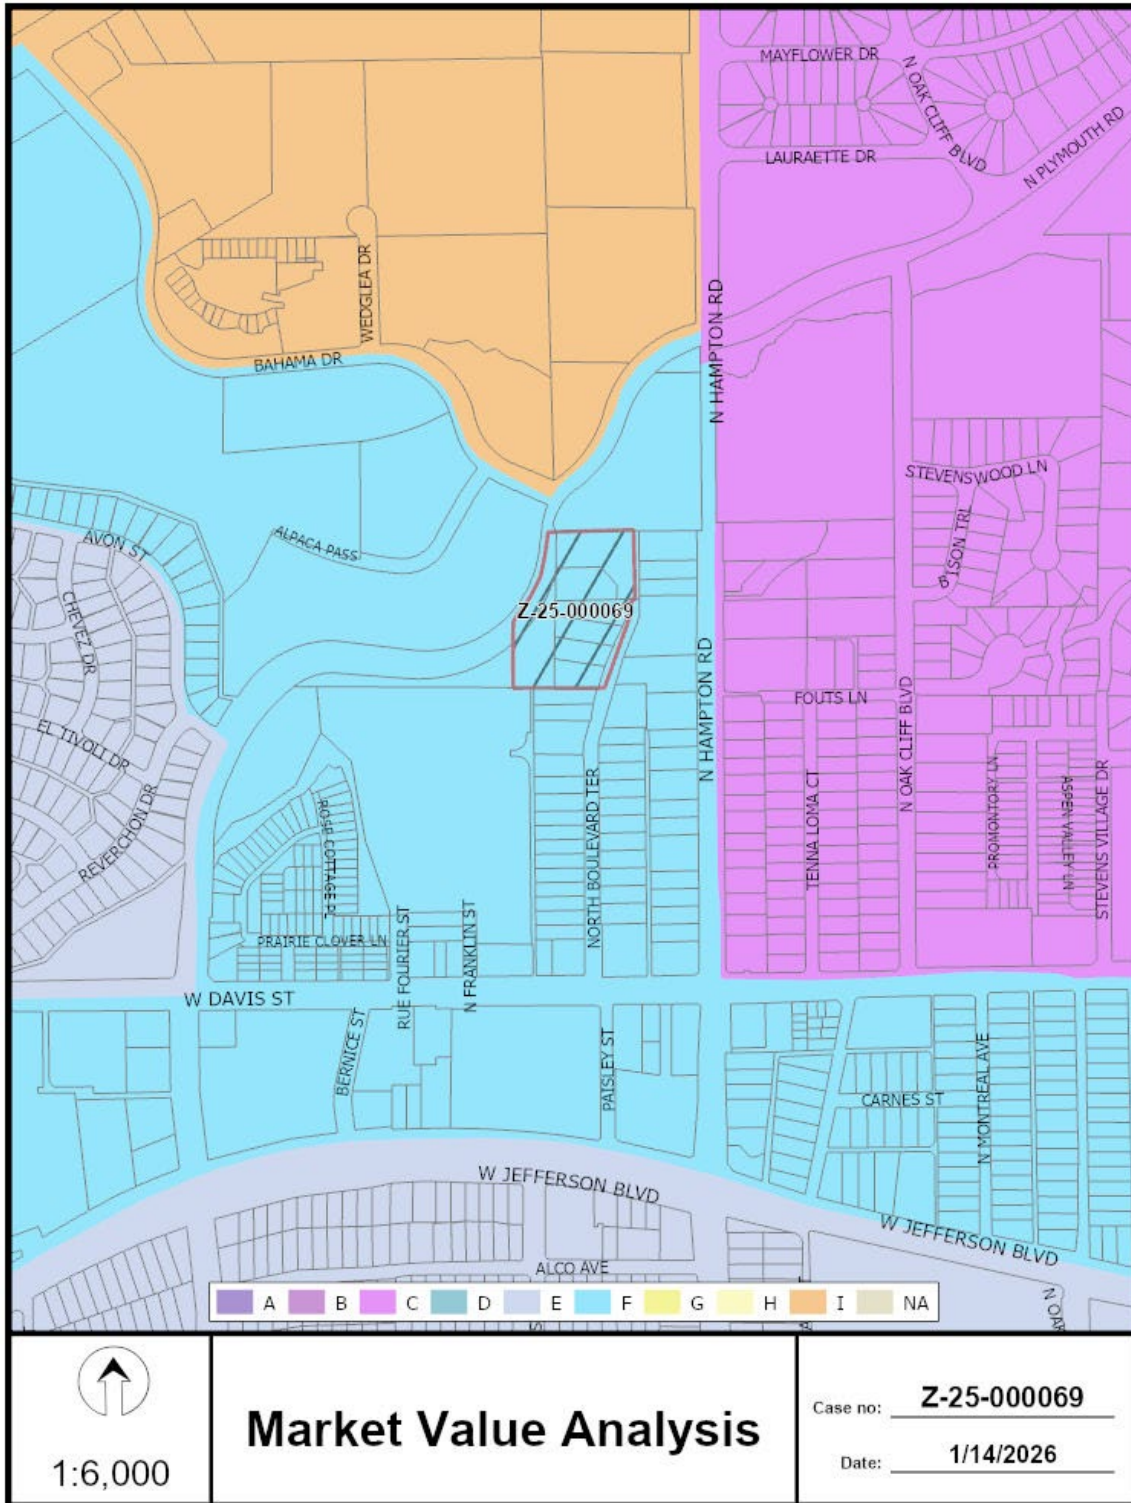 MAYFLOWER DR
N OAK CLIFF BLVD
N PLYMOUTH RD
LAURAETTE DR
WEDGLEA DR
N HAMPTON RD
BAHAMA DR
STEVENSWOOD LN
BISON TRL
AVON ST
ALPACA PASS
CHEVEZ DR
Z-25-000069
N HAMPTON RD
FOUTS LN
N OAK CLIFF BLVD
EL TIVOLI DR
REVERCHON DR
ROSE COTTAGE PL
NORTH BOULEVARD TER
TENNA LOMA CT
PROMONTORY LN
ASPEN VALLEY LN
STEVENS VILLAGE DR
PRAIRIE CLOVER LN
RUE FOURIER ST
N FRANKLIN ST
W DAVIS ST
BERNICE ST
PAISLEY ST
CARNES ST
N MONTREAL AVE
W JEFFERSON BLVD
W JEFFERSON BLVD
ALCO AVE
N OAK
A B C D E F G H I NA
1:6,000
Market Value Analysis
Case no: Z-25-000069
Date: 1/14/2026